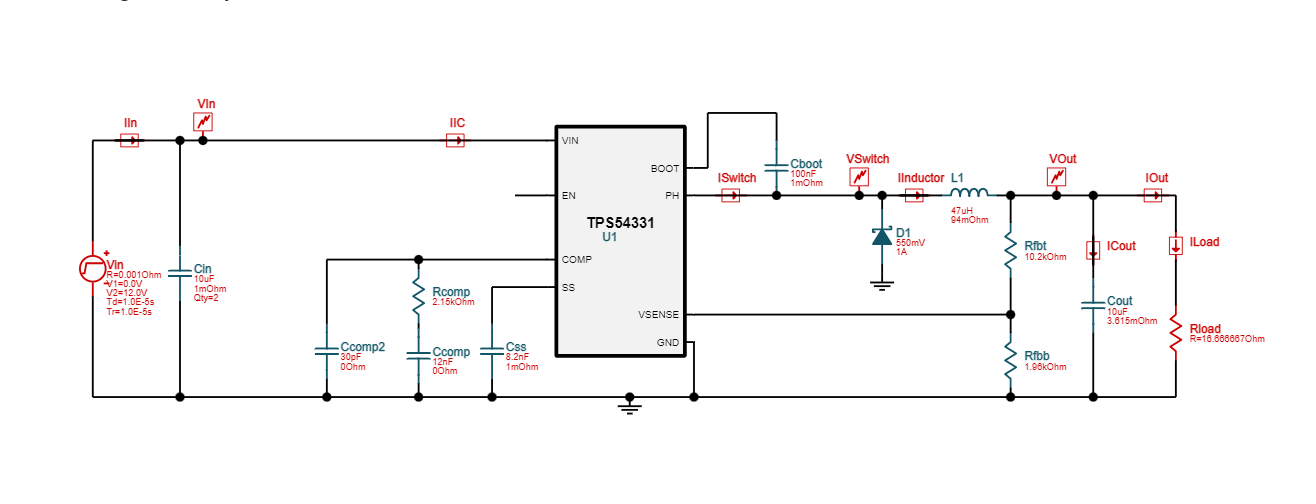 IIn
VIn
IIC
VIN
EN
COMP
SS
BOOT
PH
VSENSE
GND
TPS54331
U1
Vin
R=0.001Ohm
V1=0.0V
V2=12.0V
Td=1.0E-5s
Tr=1.0E-5s
Cin
10uF
1mOhm
Qty=2
Ccomp2
30pF
0Ohm
Rcomp
2.15kOhm
Ccomp
12nF
0Ohm
Css
8.2nF
1mOhm
Cboot
100nF
1mOhm
ISwitch
VSwitch
D1
550mV
1A
IInductor
L1
47uH
94mOhm
Rfbt
10.2kOhm
Rfbb
1.96kOhm
VOut
ICout
Cout
10uF
3.615mOhm
IOut
ILoad
Rload
R=16.666667Ohm